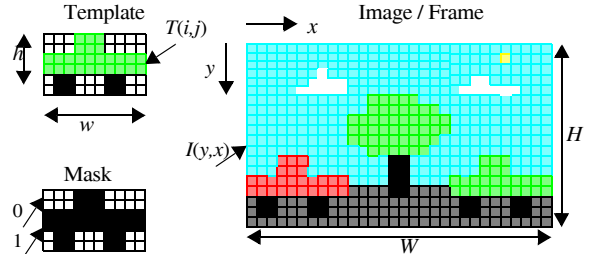 Template
T(i,j)
h
w
Mask
0
1
x
y
Image / Frame
I(y,x)
H
W